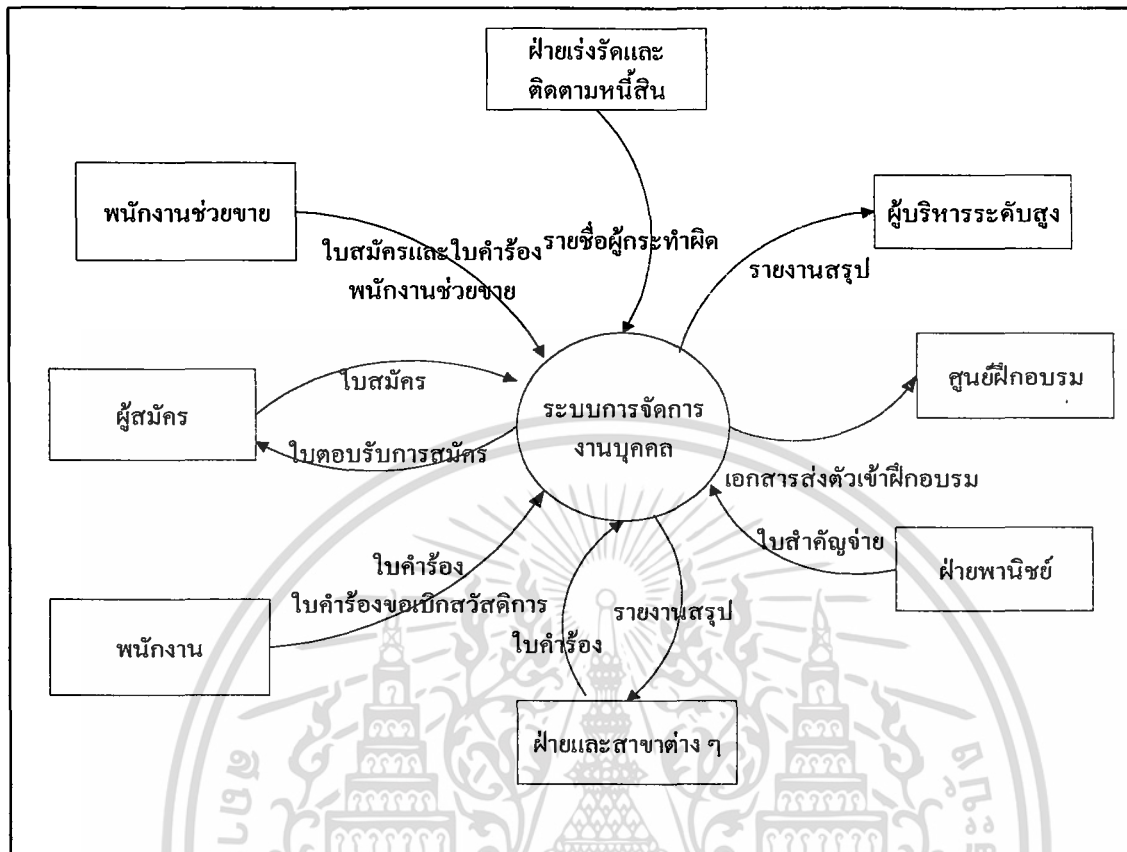 ฝ่ายเร่งรัดและ
ติดตามหนี้สิน
พนักงานช่วยขาย
ผู้บริหารระดับสูง
ใบสมัครและใบคำร้อง
พนักงานช่วยขาย
รายชื่อผู้กระทำผิด
รายงานสรุป
ใบสมัคร
ผู้สมัคร
ใบตอบรับการสมัคร
ระบบการจัดการ
งานบุคคล
ศูนย์ฝึกอบรม
เอกสารส่งตัวเข้าฝึกอบรม
ใบสำคัญจ่าย
ฝ่ายพานิชย์
ใบคำร้อง
ใบคำร้องขอเบิกสวัสดิการ
พนักงาน
รายงานสรุป
ใบคำร้อง
ฝ่ายและสาขาต่าง ๆ